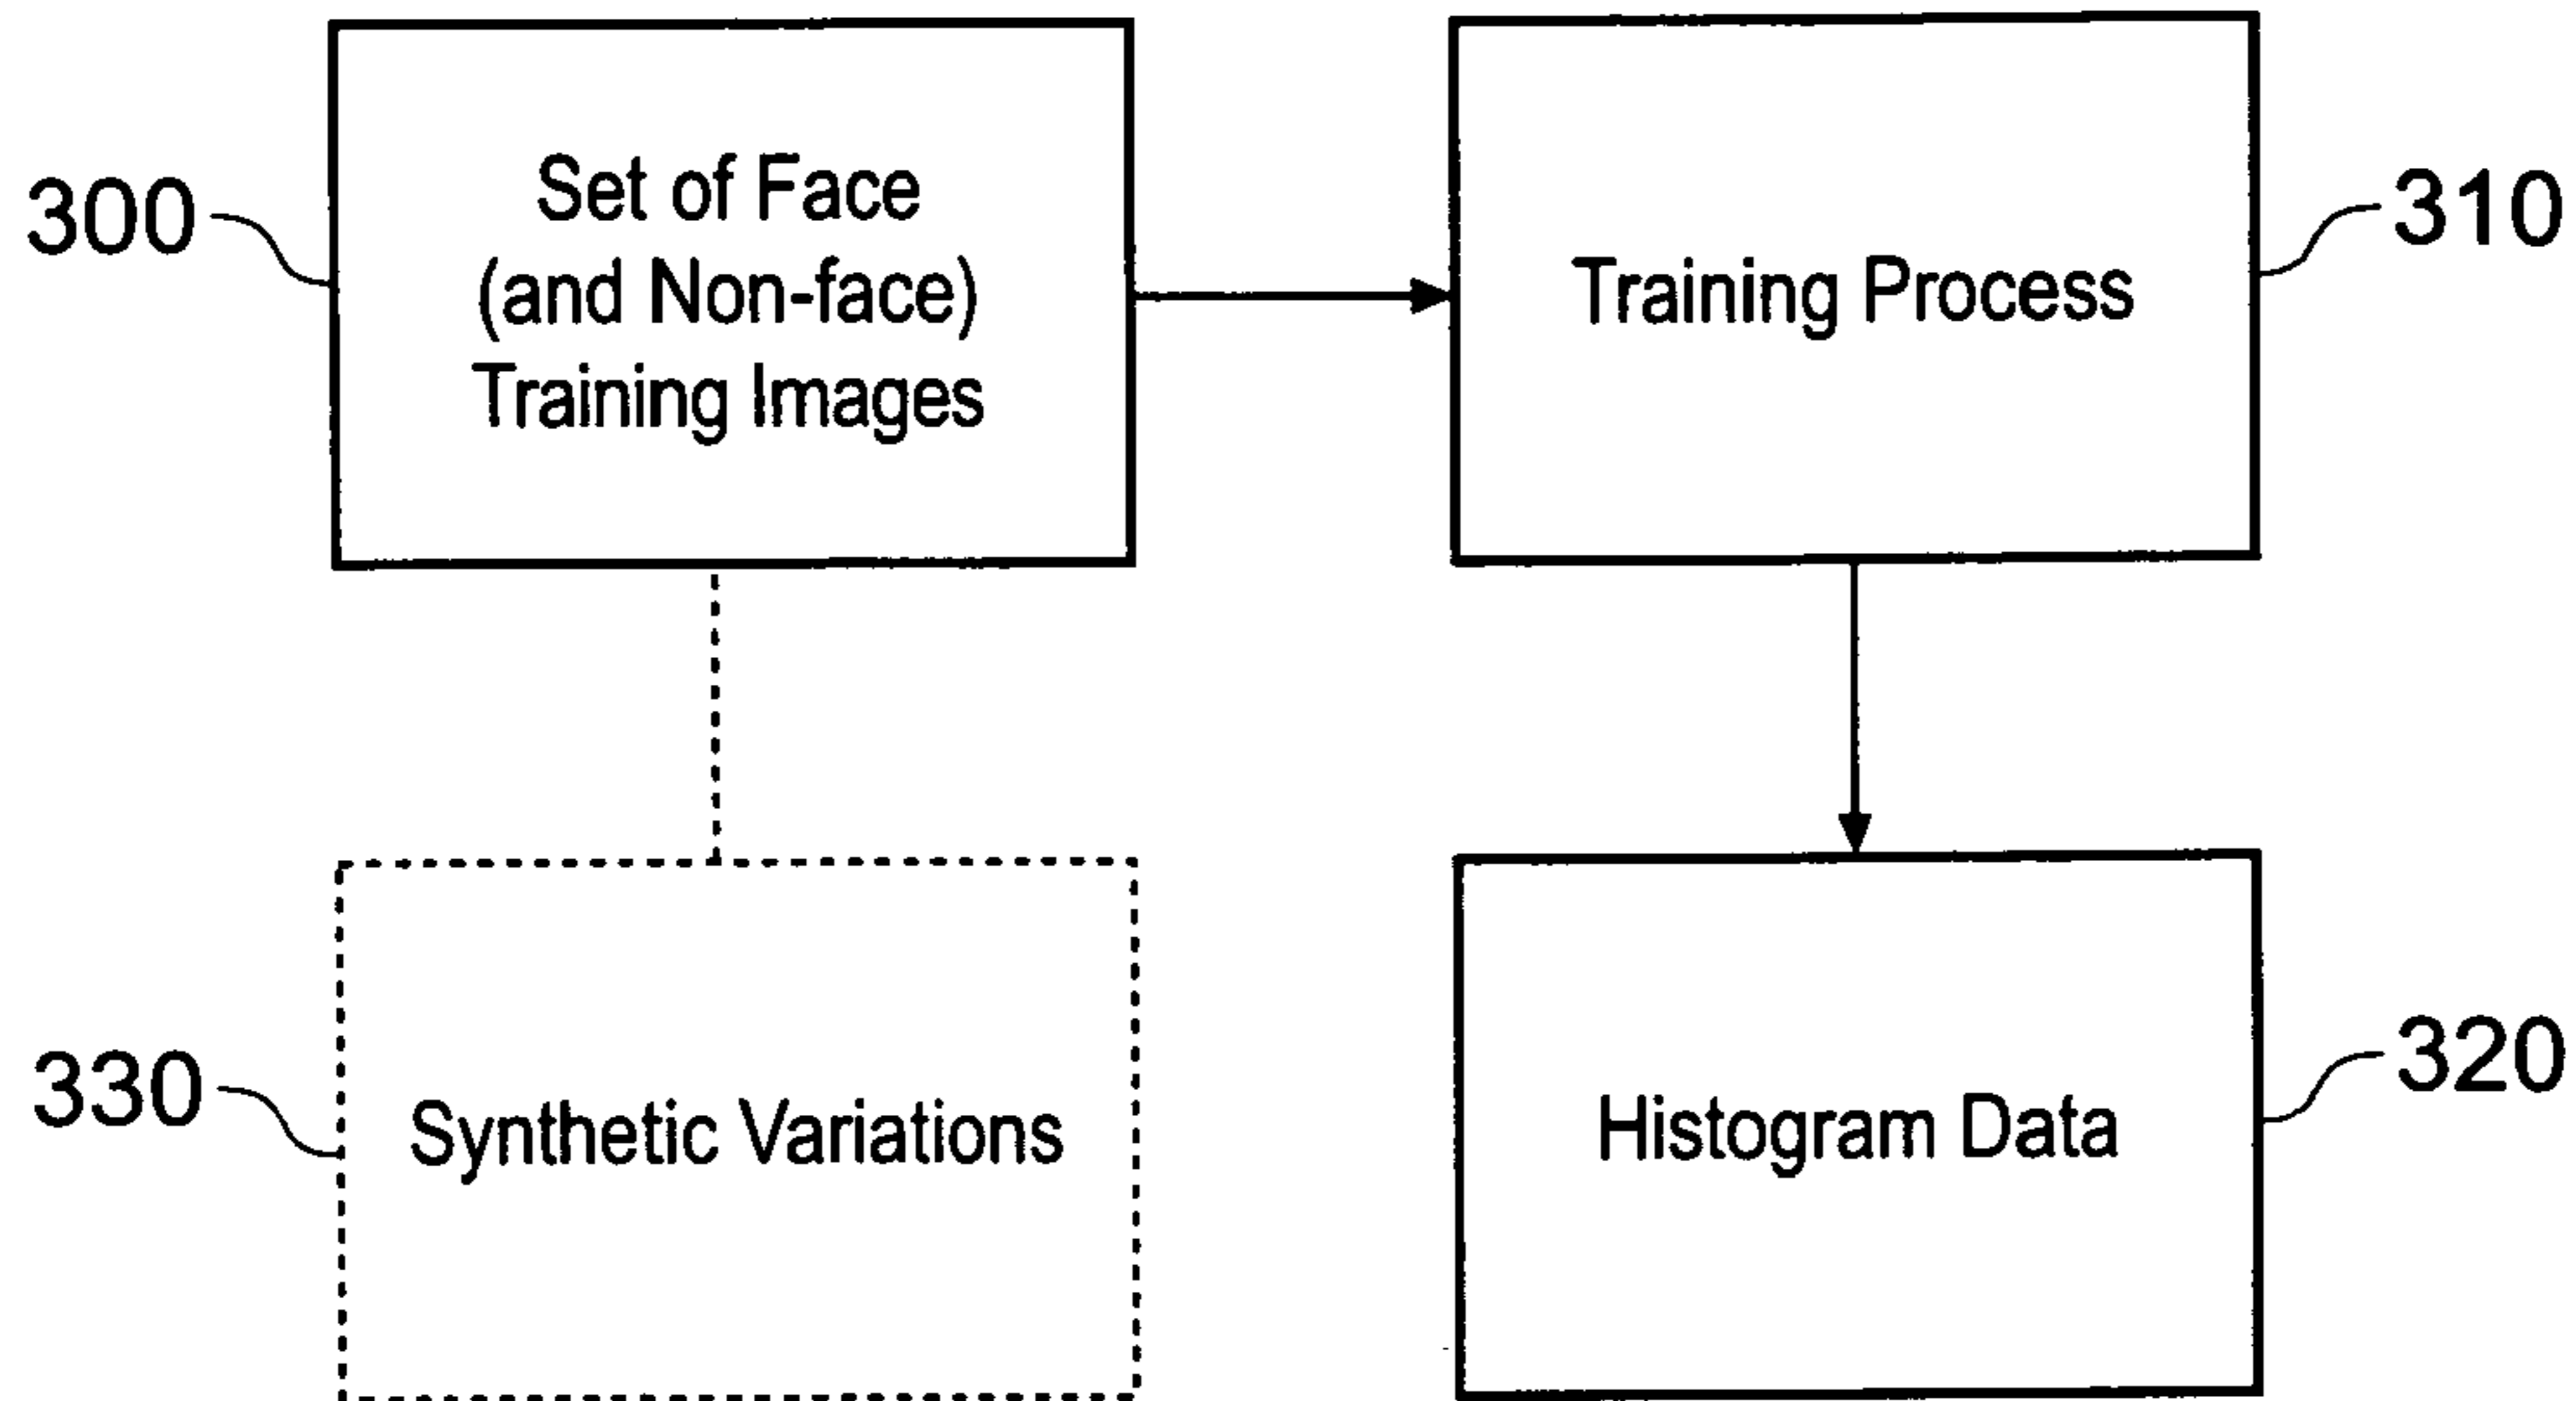 300
Set of Face
(and Non-face)
Training Images
Training Process
310
330
Synthetic Variations
Histogram Data
320